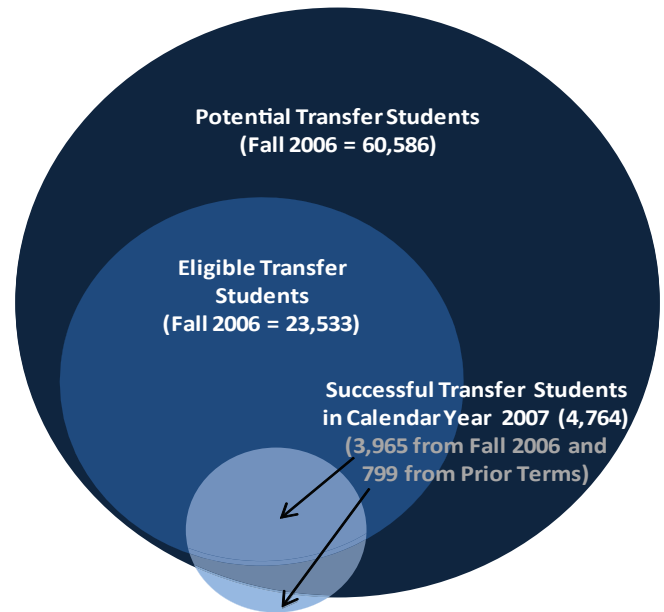 Potential Transfer Students
(Fall 2006 = 60,586)
Eligible Transfer
Students
(Fall 2006 = 23,533)
Successful Transfer Students
in Calendar Year 2007 (4,764)
(3,965 from Fall 2006 and
799 from Prior Terms)